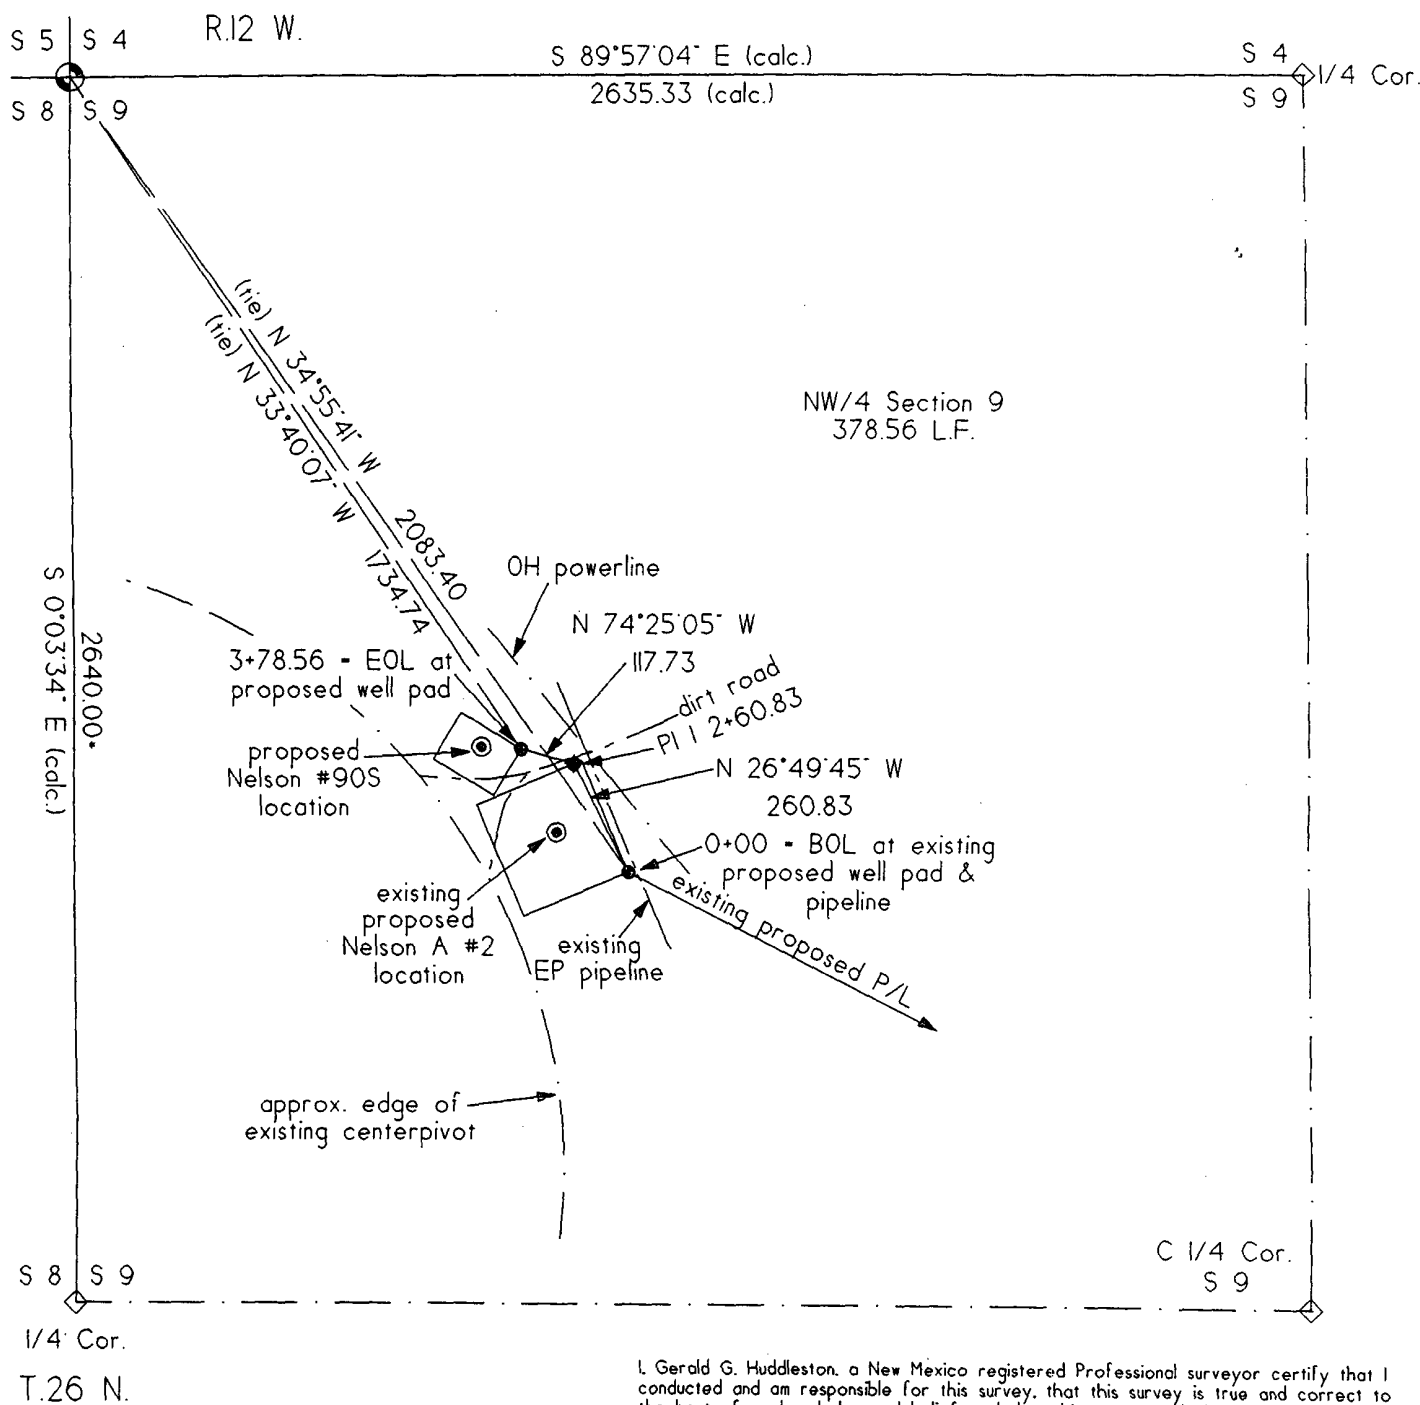 R.12 W.
S 5 S 4
S 89°57'04" E (calc.)
S 4
1/4 Cor.
2635.33 (calc.)
S 8 S 9
S 9
(tie) N 34°55'41" W
2083.40
(tie) N 33°40'07" W
1734.74
NW/4 Section 9
378.56 L.F.
OH powerline
N 74°25'05" W
117.73
S 0°03'34" E (calc.)
2640.00*
3+78.56 - EOL at
proposed well pad
dirt road
PI 1 2+60.83
proposed
Nelson #90S
location
N 26°49'45" W
260.83
0+00 - BOL at existing
proposed well pad &
pipeline
existing
proposed
Nelson A #2
location
existing
EP pipeline
existing proposed P/L
approx. edge of
existing centerpivot
C 1/4 Cor.
S 9
S 8 S 9
1/4 Cor.
T.26 N.
I, Gerald G. Huddleston, a New Mexico registered Professional surveyor certify that I
conducted and am responsible for this survey, that this survey is true and correct to